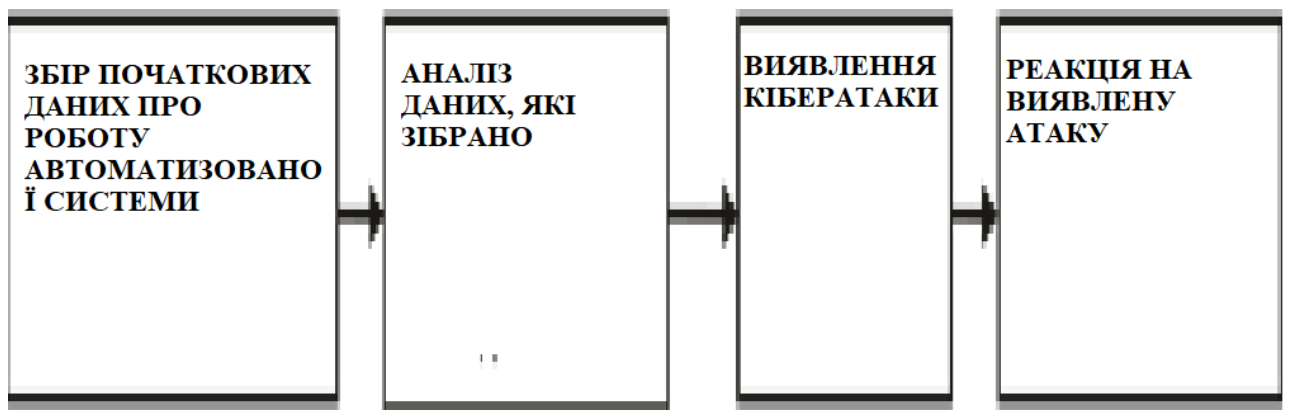 ЗБІР ПОЧАТКОВИХ
ДАНИХ ПРО
РОБОТУ
АВТОМАТИЗОВАНО
Ї СИСТЕМИ
АНАЛІЗ
ДАНИХ, ЯКІ
ЗІБРАНО
ВИЯВЛЕННЯ
КІБЕРАТАКИ
РЕАКЦІЯ НА
ВИЯВЛЕНУ
АТАКУ